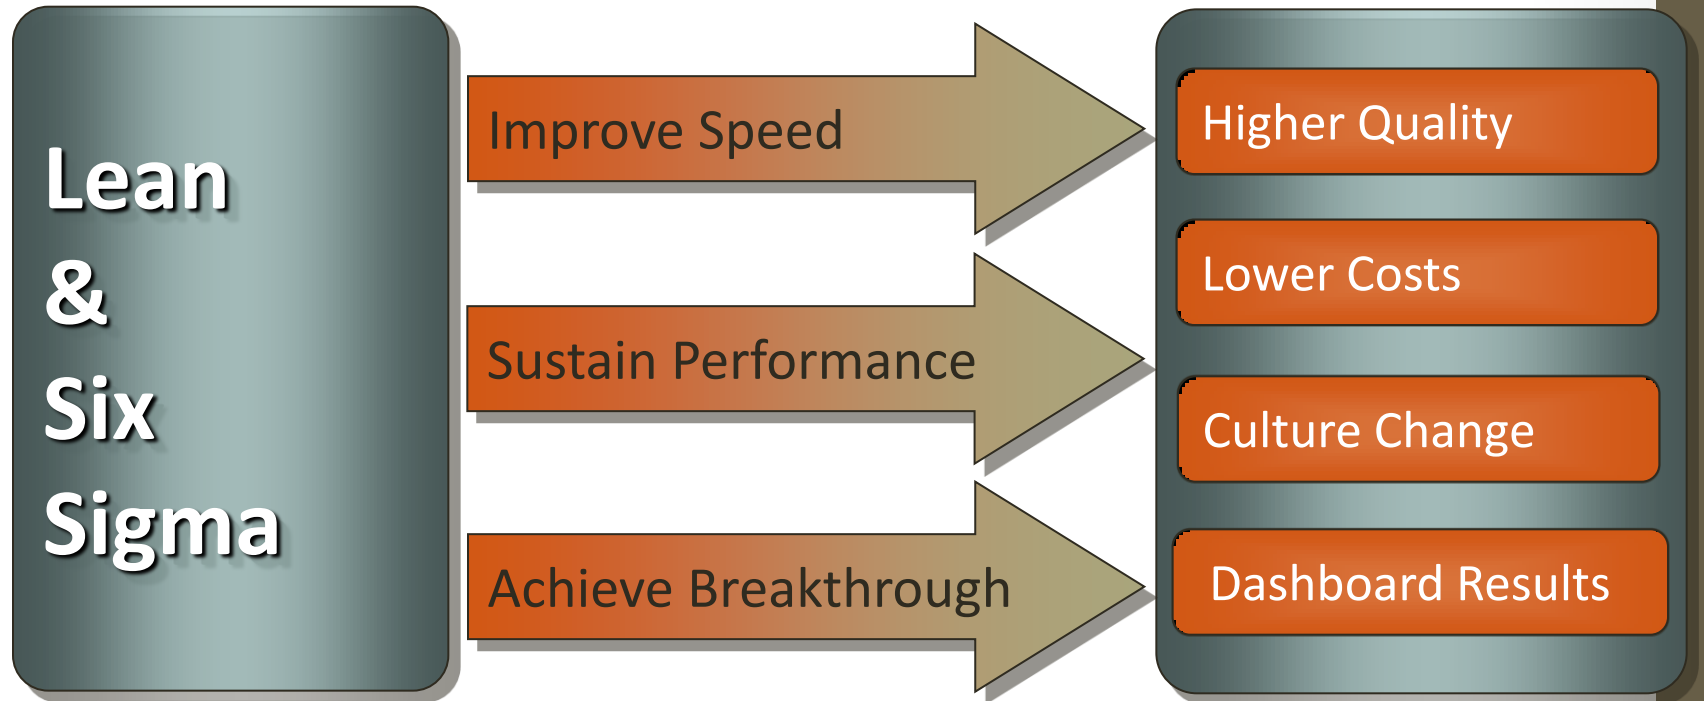 Lean
&
Six
Sigma
Improve Speed
Sustain Performance
Achieve Breakthrough
Higher Quality
Lower Costs
Culture Change
Dashboard Results